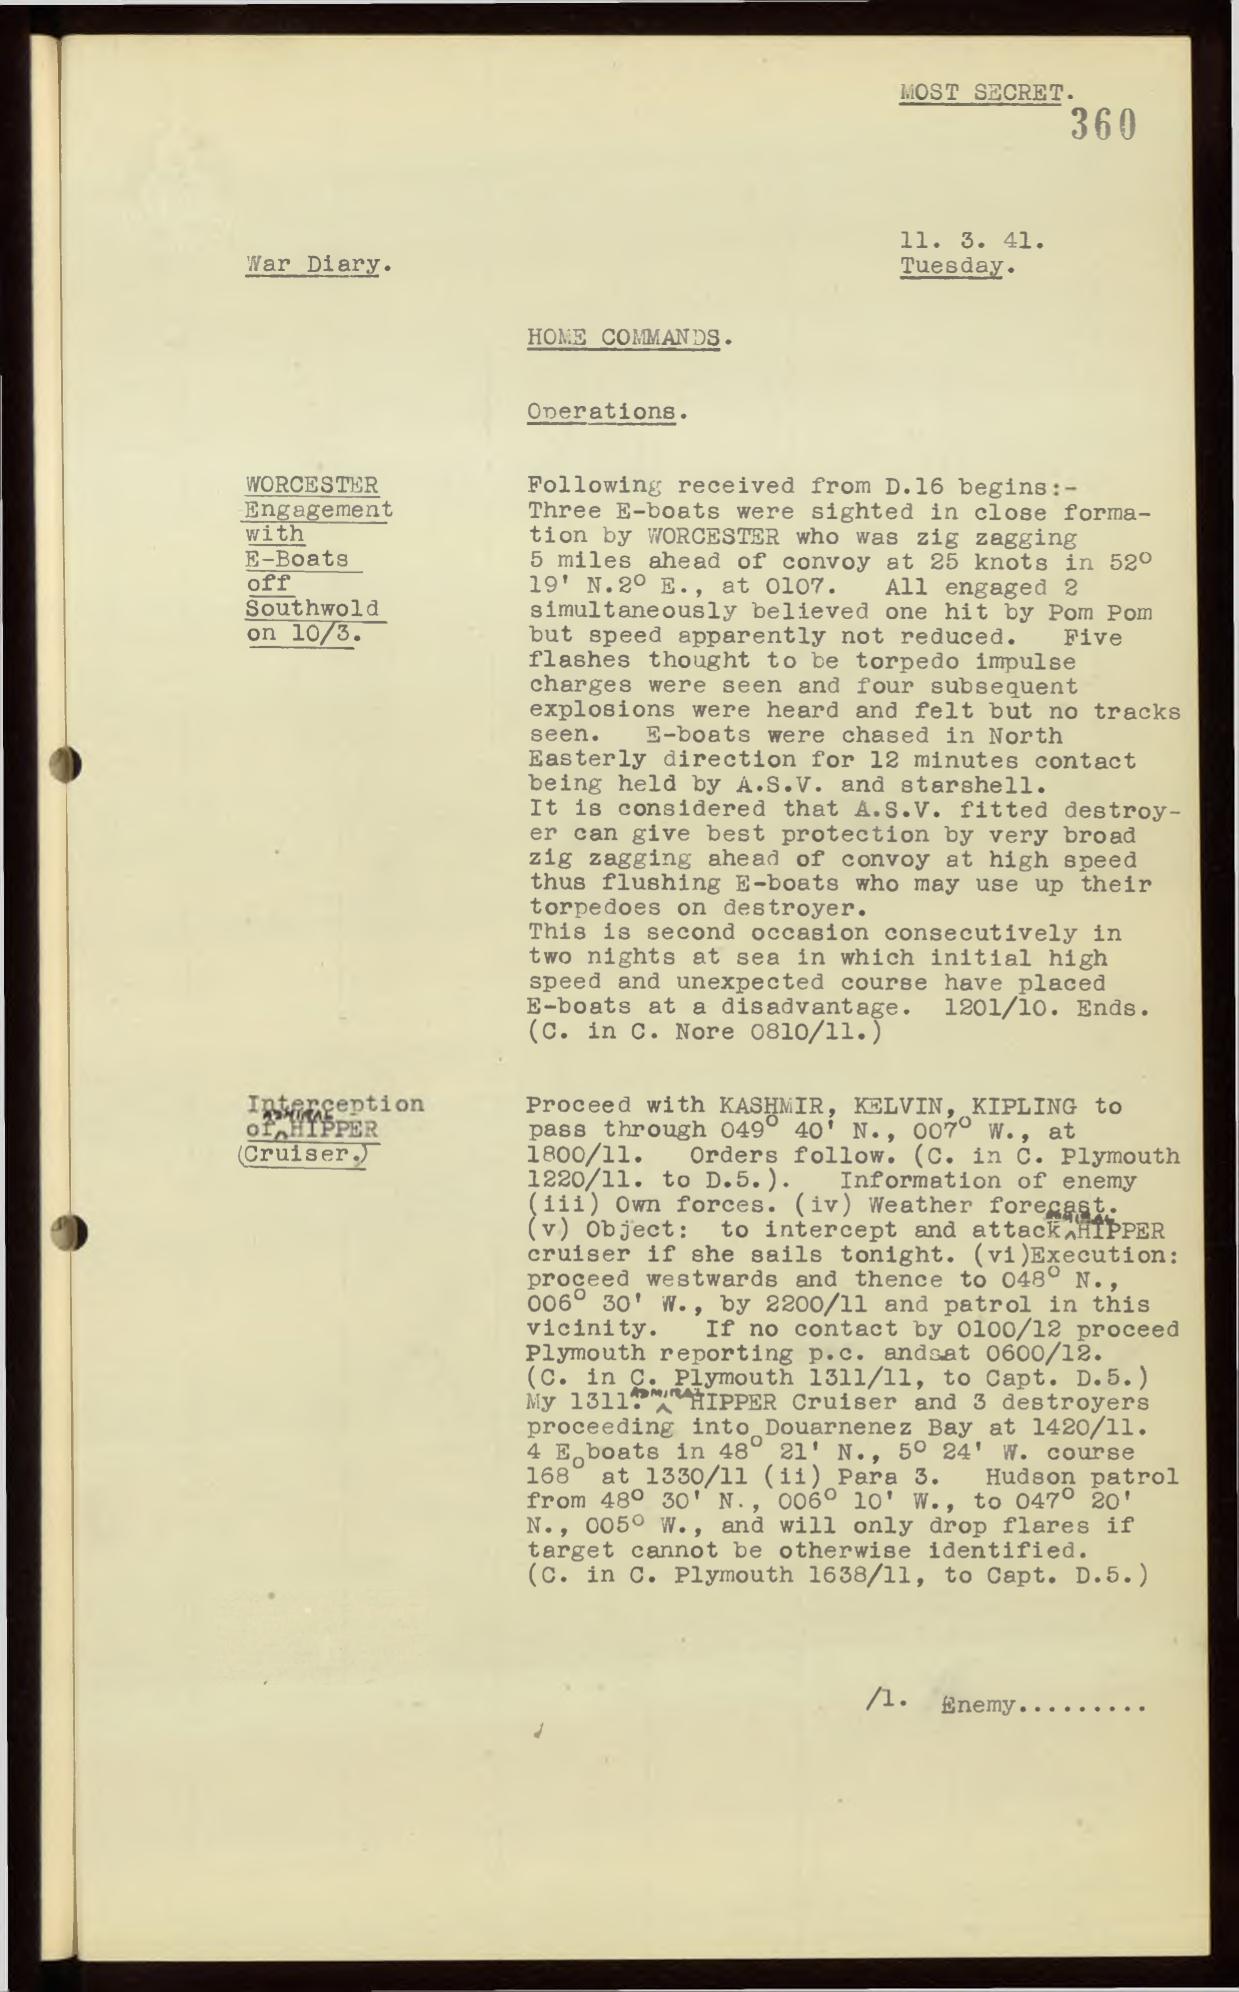 MOST SECRET.
360
11. 3. 41.
War Diary.
Tuesday.
HOME COMMANDS.
Operations.
WORCESTER
Engagement
with
E-Boats
off
Southwold
on 10/3.
Following received from D.16 begins:-
Three E-boats were sighted in close forma-
tion by WORCESTER who was zig zagging
5 miles ahead of convoy at 25 knots in 52°
19' N.2° E., at 0107. All engaged 2
simultaneously believed one hit by Pom Pom
but speed apparently not reduced. Five
flashes thought to be torpedo impulse
charges were seen and four subsequent
explosions were heard and felt but no tracks
seen. E-boats were chased in North
Easterly direction for 12 minutes contact
being held by A.S.V. and starshell.
It is considered that A.S.V. fitted destroy-
er can give best protection by very broad
zig zagging ahead of convoy at high speed
thus flushing E-boats who may use up their
torpedoes on destroyer.
This is second occasion consecutively in
two nights at sea in which initial high
speed and unexpected course have placed
E-boats at a disadvantage. 1201/10. Ends.
(C. in C. Nore 0810/11.)
Interception
of ADMIRAL HIPPER
(Cruiser.)
Proceed with KASHMIR, KELVIN, KIPLING to
pass through 049° 40' N., 007° W., at
1800/11. Orders follow. (C. in C. Plymouth
1220/11. to D.5.). Information of enemy
(iii) Own forces. (iv) Weather forecast.
(v) Object: to intercept and attack ADMIRAL HIPPER
cruiser if she sails tonight. (vi)Execution:
proceed westwards and thence to 048° N.,
006° 30' W., by 2200/11 and patrol in this
vicinity. If no contact by 0100/12 proceed
Plymouth reporting p.c. andsat 0600/12.
(C. in C. Plymouth 1311/11, to Capt. D.5.)
My 1311. ADMIRAL HIPPER Cruiser and 3 destroyers
proceeding into Douarnenez Bay at 1420/11.
4 E boats in 48° 21' N., 5° 24' W. course
168° at 1330/11 (ii) Para 3. Hudson patrol
from 48° 30' N., 006° 10' W., to 047° 20'
N., 005° W., and will only drop flares if
target cannot be otherwise identified.
(C. in C. Plymouth 1638/11, to Capt. D.5.)
/1. Enemy.........